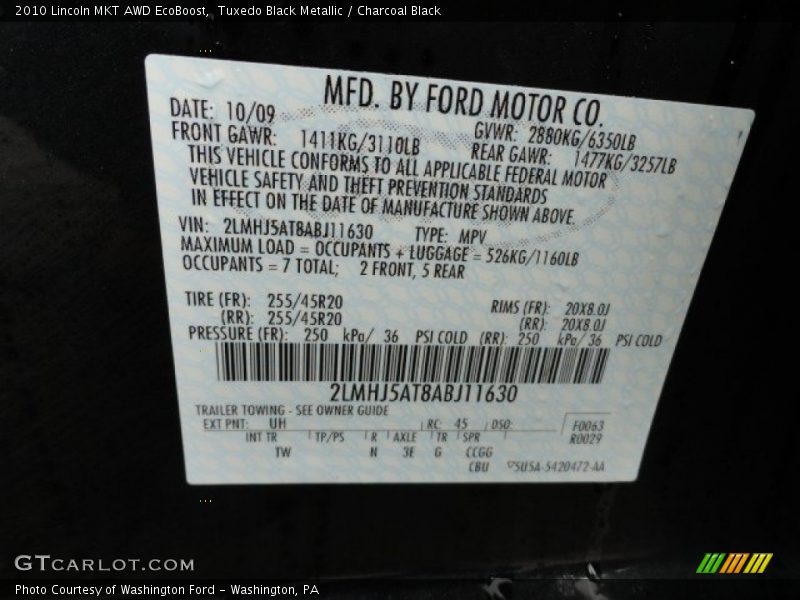 2010 Lincoln MKT AWD EcoBoost, Tuxedo Black Metallic / Charcoal Black
MFD. BY FORD MOTOR CO.
DATE: 10/09 GVWR: 2880KG/6350LB
FRONT GAWR: 1411KG/3110LB REAR GAWR: 1477KG/3257LB
THIS VEHICLE CONFORMS TO ALL APPLICABLE FEDERAL MOTOR
VEHICLE SAFETY AND THEFT PREVENTION STANDARDS
IN EFFECT ON THE DATE OF MANUFACTURE SHOWN ABOVE.
VIN: 2LMHJ5AT8ABJ11630 TYPE: MPV
MAXIMUM LOAD = OCCUPANTS + LUGGAGE = 526KG/1160LB
OCCUPANTS = 7 TOTAL; 2 FRONT, 5 REAR
TIRE (FR): 255/45R20 RIMS (FR): 20X8.0J
(RR): 255/45R20 (RR): 20X8.0J
PRESSURE (FR): 250 kPa/ 36 PSI COLD (RR): 250 kPa/ 36 PSI COLD
2LMHJ5AT8ABJ11630
TRAILER TOWING - SEE OWNER GUIDE
EXT PNT: UH RC: 45 DSO: F0063
R0029
INT TR TP/PS R AXLE TR SPR
TW N 3E G CCGG
CBU 5U5A-5420472-AA
GTCARLOT.COM
Photo Courtesy of Washington Ford - Washington, PA